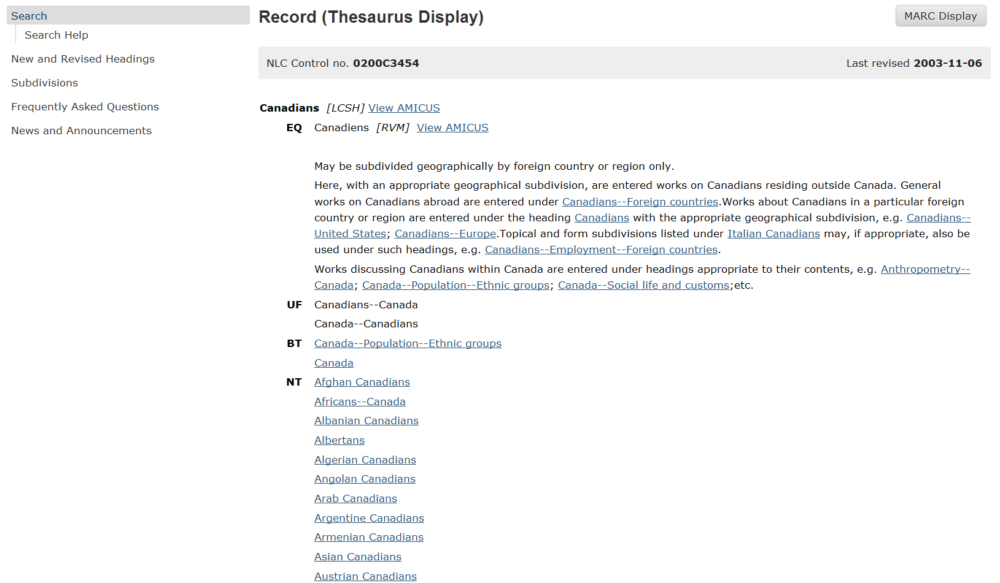 Search
Search Help
New and Revised Headings
Subdivisions
Frequently Asked Questions
News and Announcements
Record (Thesaurus Display)
MARC Display
NLC Control no. 0200C3454
Last revised 2003-11-06
Canadians [LCSH] View AMICUS
EQ Canadiens [RVM] View AMICUS
May be subdivided geographically by foreign country or region only.
Here, with an appropriate geographical subdivision, are entered works on Canadians residing outside Canada. General
works on Canadians abroad are entered under Canadians--Foreign countries.Works about Canadians in a particular foreign
country or region are entered under the heading Canadians with the appropriate geographical subdivision, e.g. Canadians--
United States; Canadians--Europe.Topical and form subdivisions listed under Italian Canadians may, if appropriate, also be
used under such headings, e.g. Canadians--Employment--Foreign countries.
Works discussing Canadians within Canada are entered under headings appropriate to their contents, e.g. Anthropometry--
Canada; Canada--Population--Ethnic groups; Canada--Social life and customs;etc.
UF Canadians--Canada
Canada--Canadians
BT Canada--Population--Ethnic groups
Canada
NT Afghan Canadians
Africans--Canada
Albanian Canadians
Albertans
Algerian Canadians
Angolan Canadians
Arab Canadians
Argentine Canadians
Armenian Canadians
Asian Canadians
Austrian Canadians